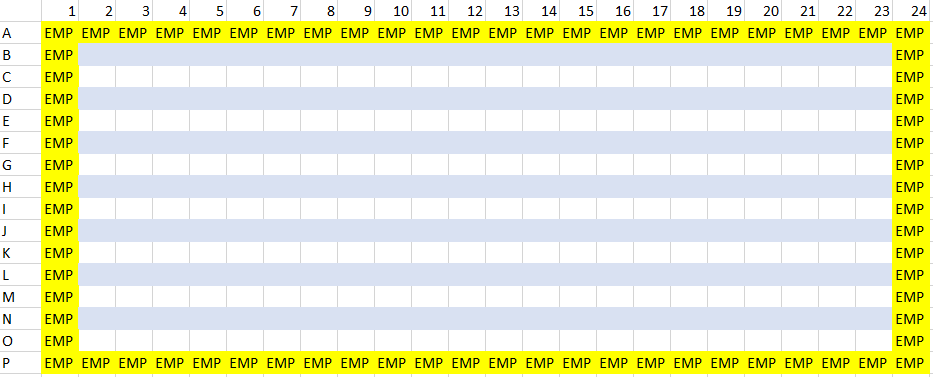 1 2 3 4 5 6 7 8 9 10 11 12 13 14 15 16 17 18 19 20 21 22 23 24
A EMP EMP EMP EMP EMP EMP EMP EMP EMP EMP EMP EMP EMP EMP EMP EMP EMP EMP EMP EMP EMP EMP EMP EMP
B EMP EMP
C EMP EMP
D EMP EMP
E EMP EMP
F EMP EMP
G EMP EMP
H EMP EMP
I EMP EMP
J EMP EMP
K EMP EMP
L EMP EMP
M EMP EMP
N EMP EMP
O EMP EMP
P EMP EMP EMP EMP EMP EMP EMP EMP EMP EMP EMP EMP EMP EMP EMP EMP EMP EMP EMP EMP EMP EMP EMP EMP